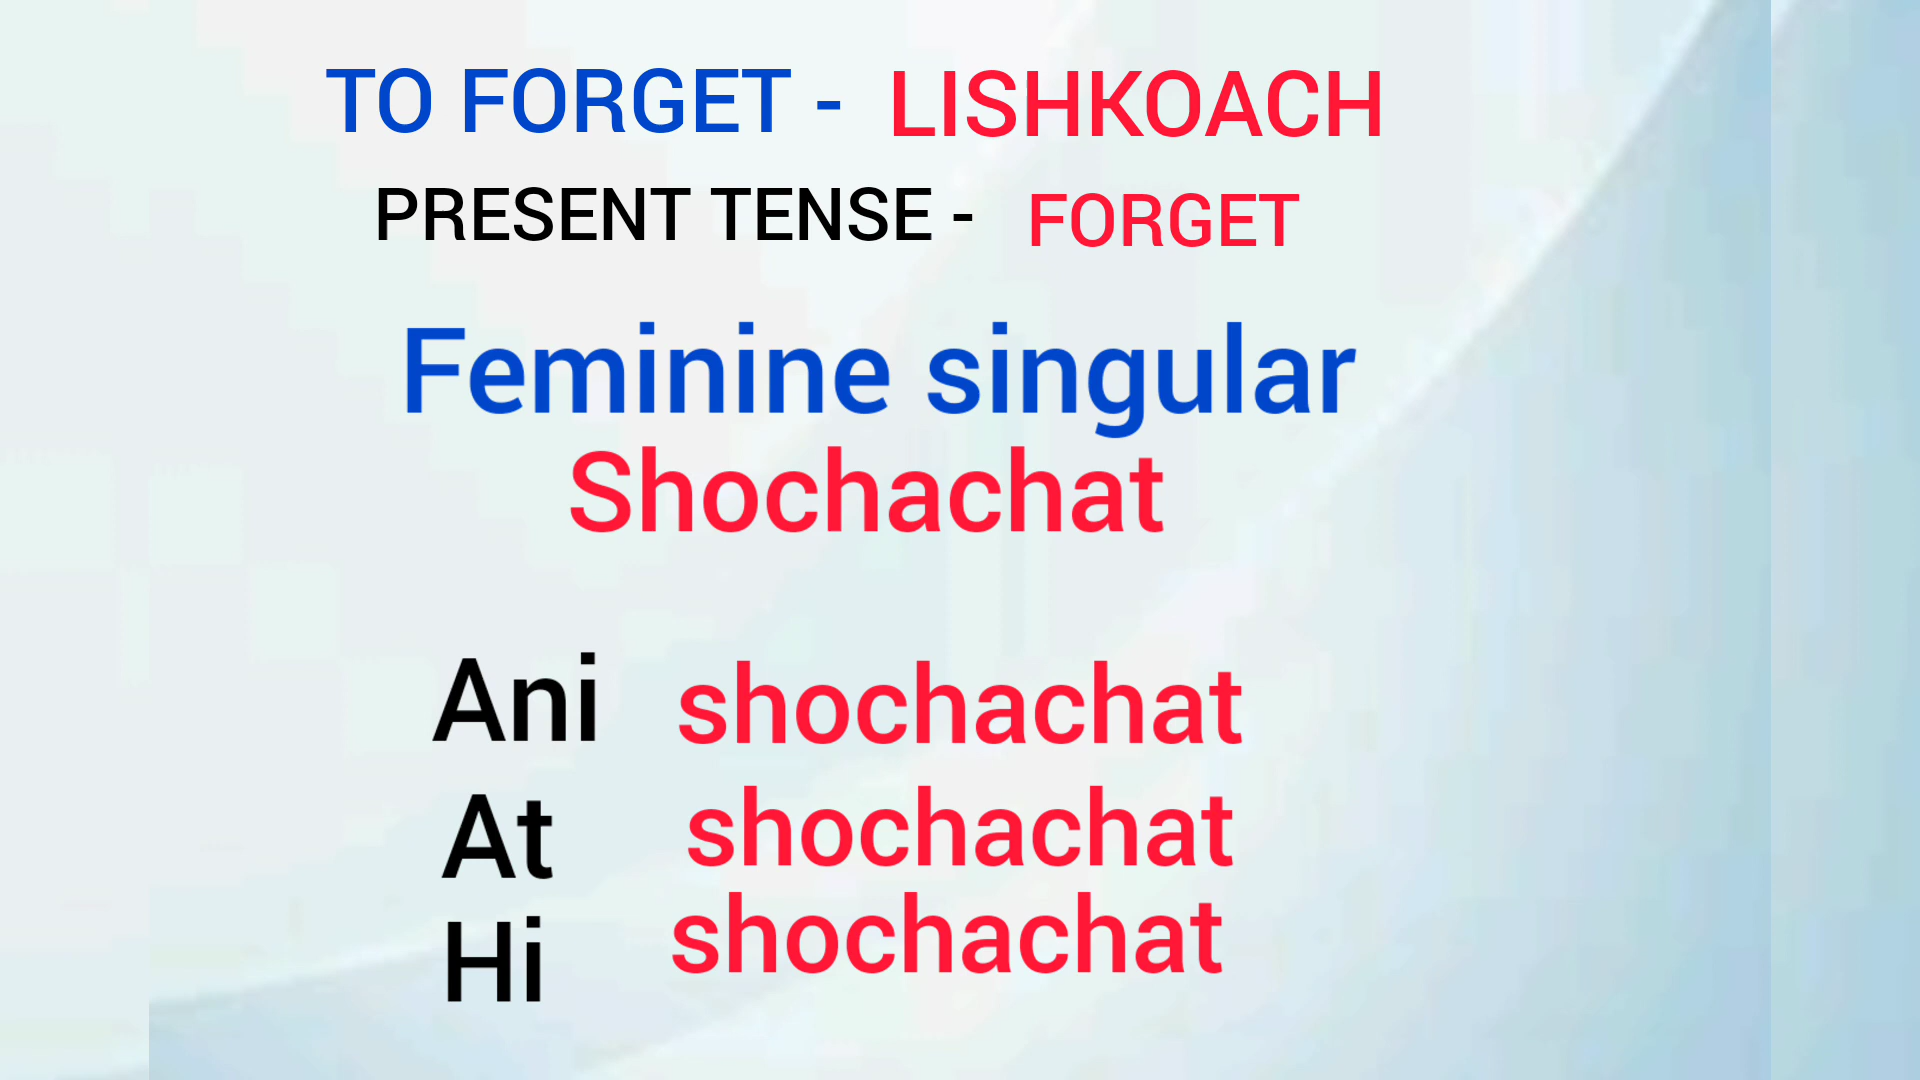 TO FORGET - LISHKOACH
PRESENT TENSE - FORGET
Feminine singular
Shochachat
Ani shochachat
At shochachat
Hi shochachat